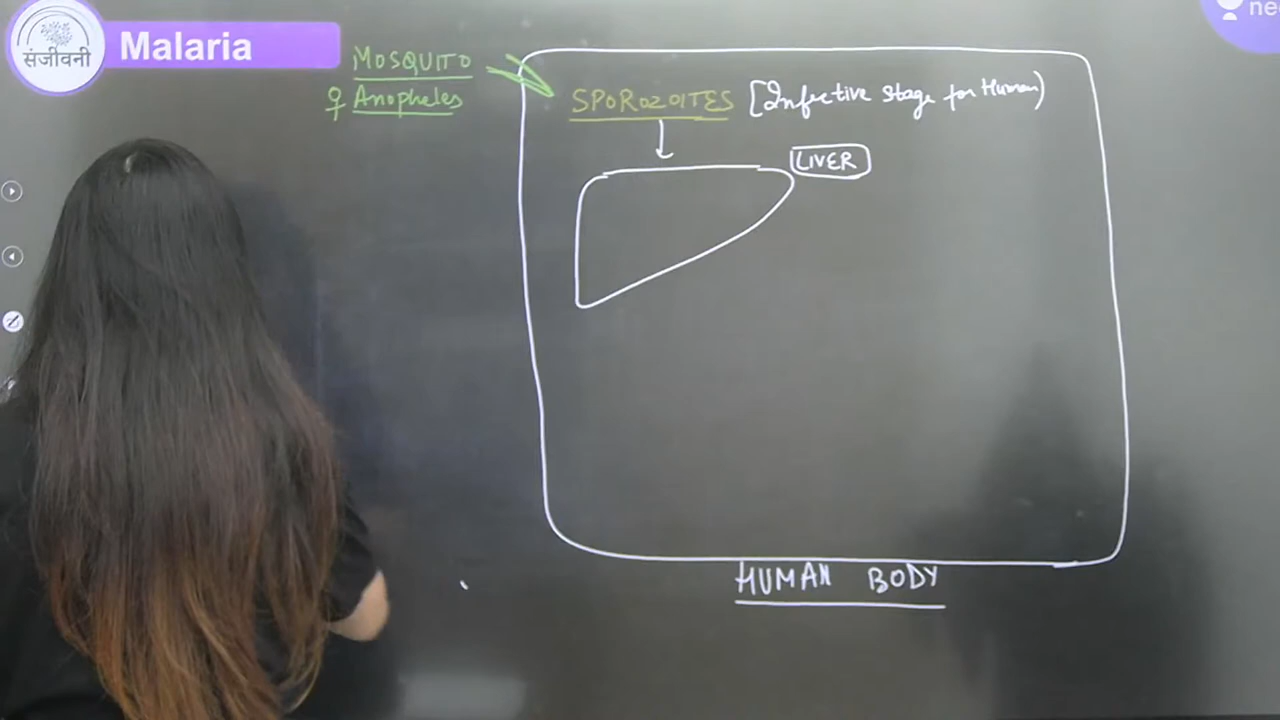 संजीवनी
Malaria
MOSQUITO
♀ Anopheles
SPOROZOITES [Infective stage for Human)
LIVER
HUMAN BODY